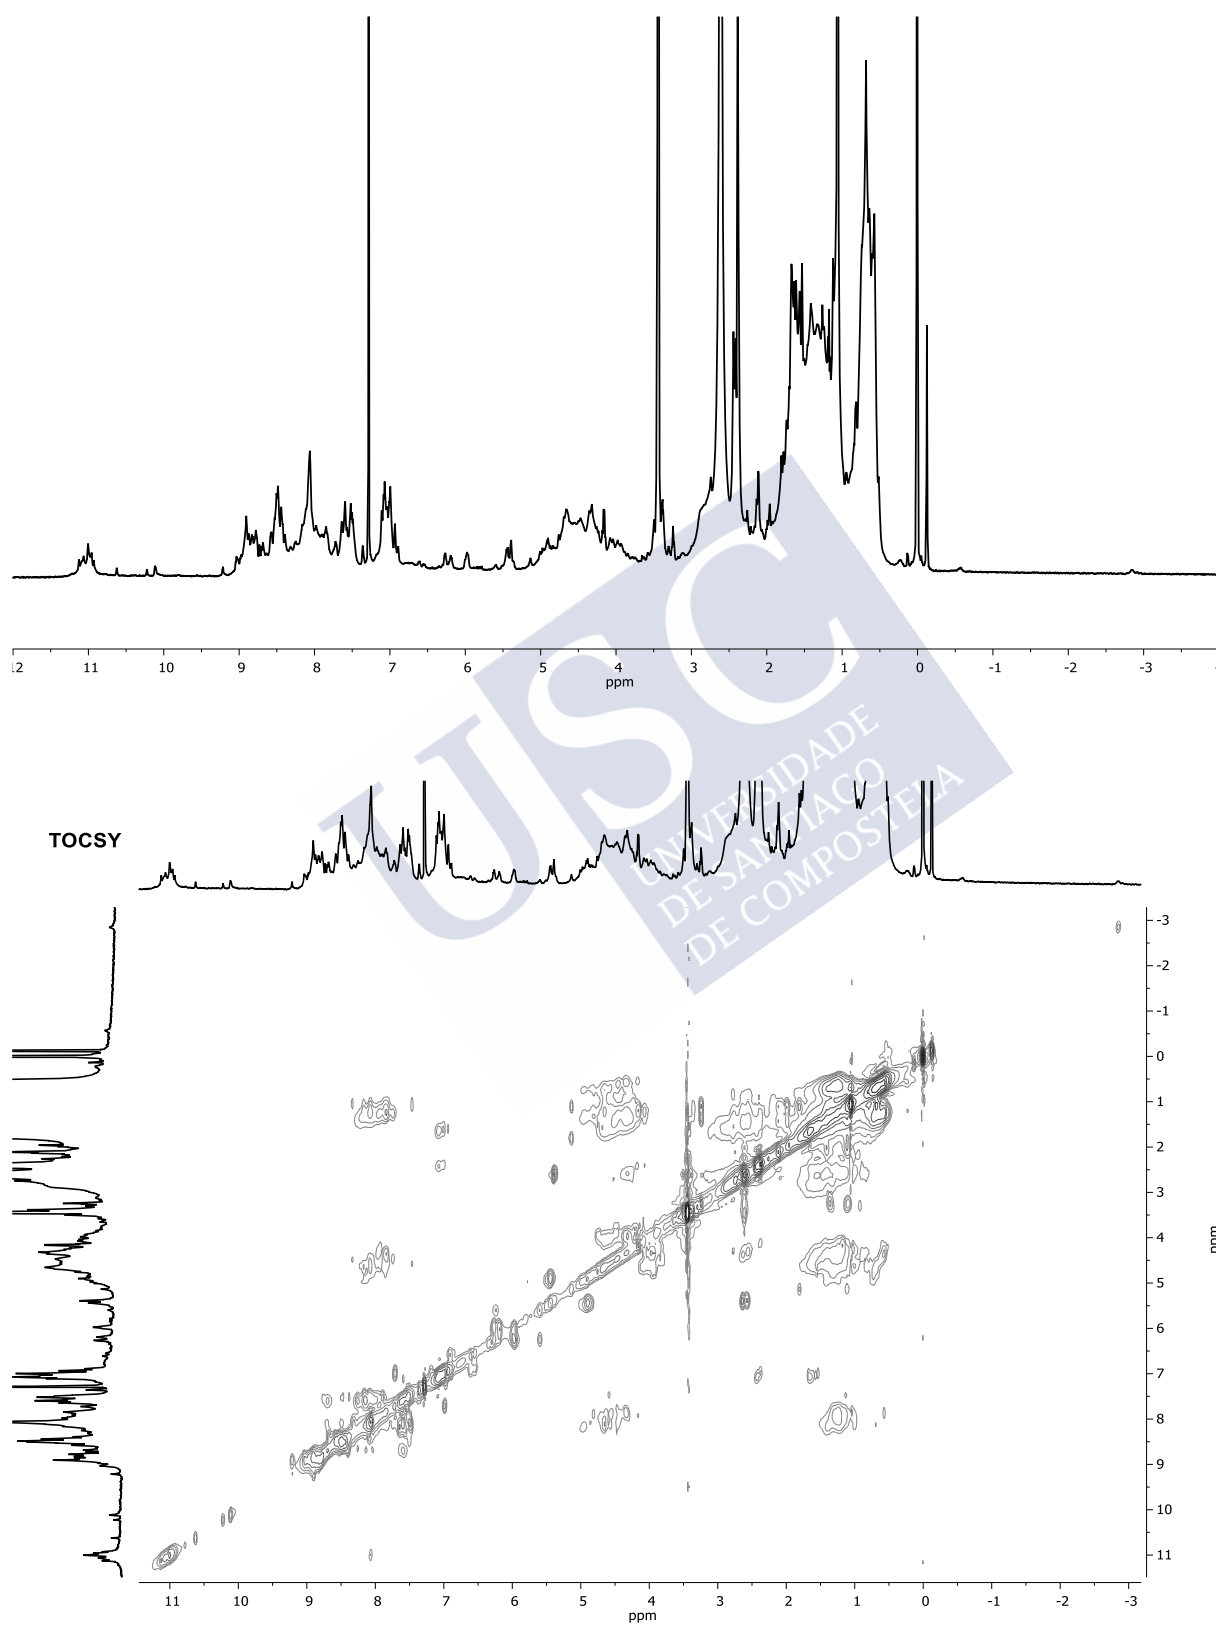 12 11 10 9 8 7 6 5 4 3 2 1 0 -1 -2 -3
ppm
USC
UNIVERSIDADE
DE SANTIAGO
DE COMPOSTELA
TOCSY
-3
-2
-1
0
1
2
3
4
ppm
5
6
7
8
9
10
11
11 10 9 8 7 6 5 4 3 2 1 0 -1 -2 -3
ppm